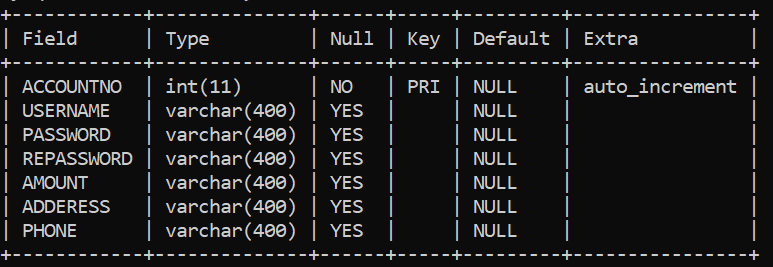 +------------+--------------+------+-----+---------+----------------+
| Field      | Type         | Null | Key | Default | Extra          |
+------------+--------------+------+-----+---------+----------------+
| ACCOUNTNO  | int(11)      | NO   | PRI | NULL    | auto_increment |
| USERNAME   | varchar(400) | YES  |     | NULL    |                |
| PASSWORD   | varchar(400) | YES  |     | NULL    |                |
| REPASSWORD | varchar(400) | YES  |     | NULL    |                |
| AMOUNT     | varchar(400) | YES  |     | NULL    |                |
| ADDERESS   | varchar(400) | YES  |     | NULL    |                |
| PHONE      | varchar(400) | YES  |     | NULL    |                |
+------------+--------------+------+-----+---------+----------------+